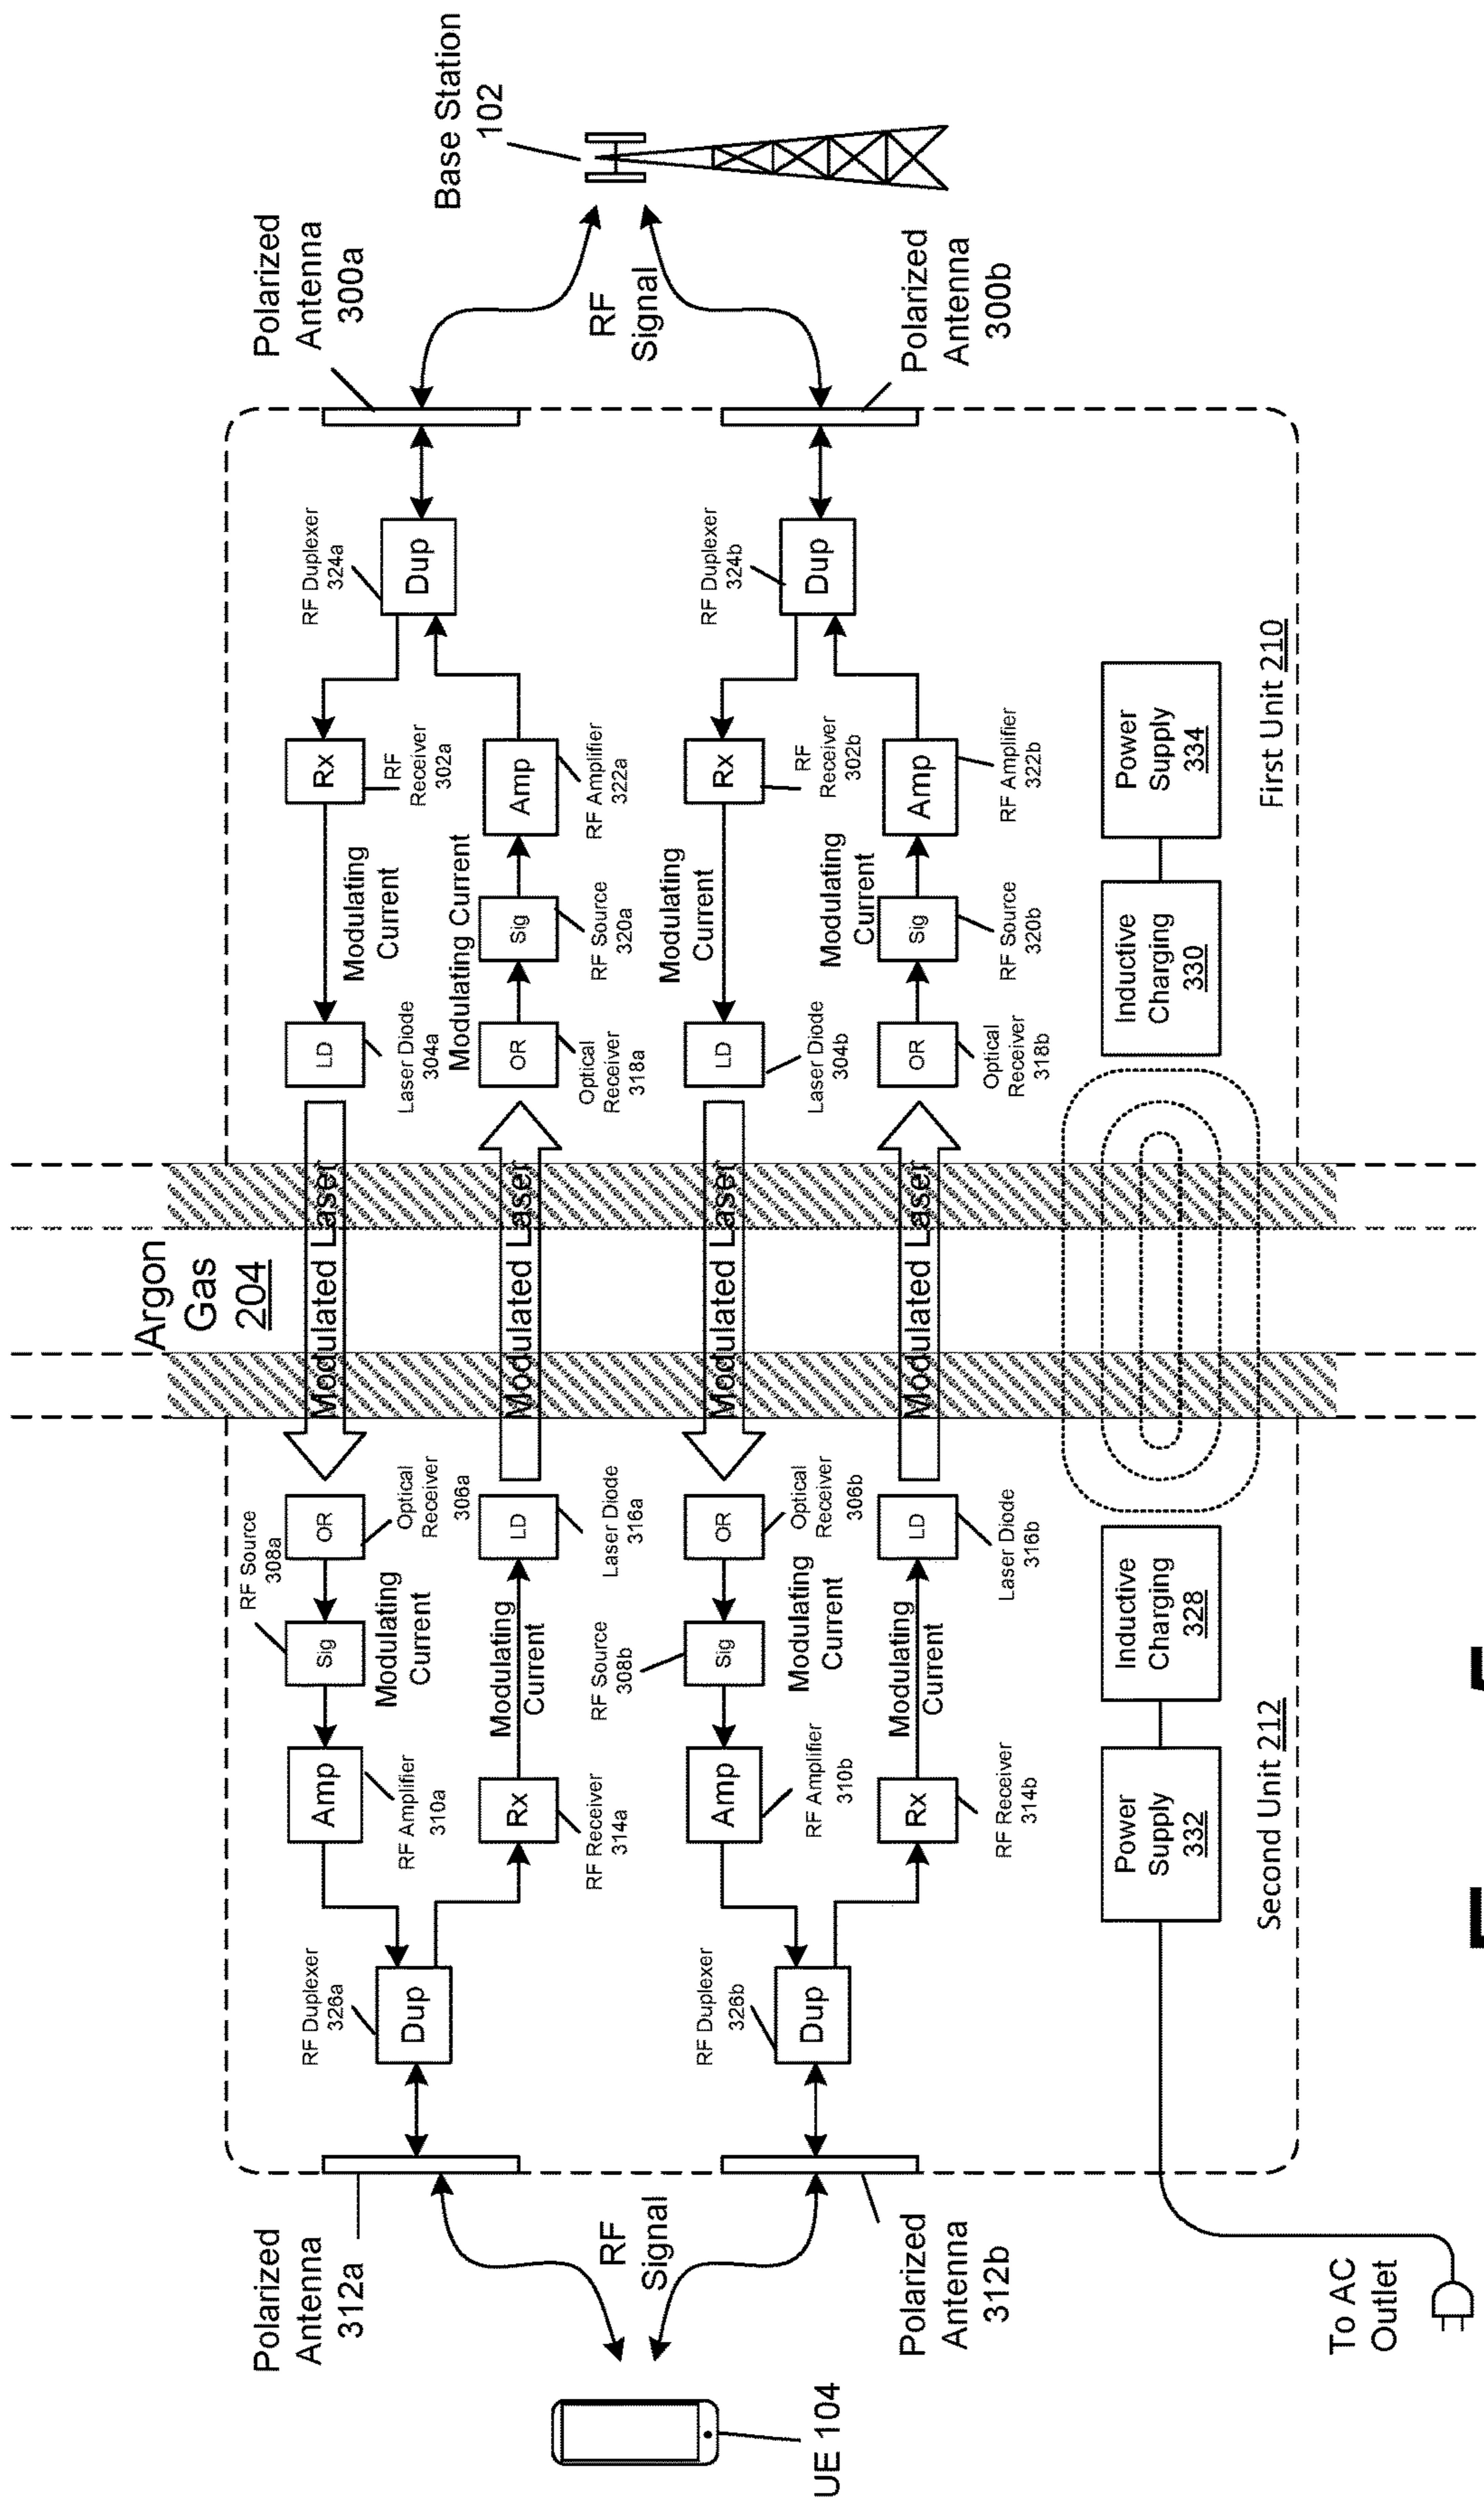 Argon
Gas
204
Polarized
Antenna
312a
RF Duplexer
326a
Dup
Amp
RF Amplifier
310a
RF Source
308a
Sig
Modulating
Current
OR
Optical
Receiver
306a
Modulated Laser
LD
Laser Diode
304a
Modulating
Current
Rx
RF
Receiver
302a
RF Duplexer
324a
Dup
Polarized
Antenna
300a
Rx
RF Receiver
314a
Modulating
Current
LD
Laser Diode
316a
Modulated Laser
OR
Optical
Receiver
318a
Modulating Current
Sig
RF Source
320a
Amp
RF Amplifier
322a
Base Station
102
UE 104
RF
Signal
RF
Signal
RF Duplexer
326b
Dup
Amp
RF Amplifier
310b
RF Source
308b
Sig
Modulating
Current
OR
Optical
Receiver
306b
Modulated Laser
LD
Laser Diode
304b
Modulating
Current
Rx
RF
Receiver
302b
RF Duplexer
324b
Dup
Polarized
Antenna
312b
Rx
RF Receiver
314b
Modulating
Current
LD
Laser Diode
316b
Modulated Laser
OR
Optical
Receiver
318b
Modulating
Current
Sig
RF Source
320b
Amp
RF Amplifier
322b
Polarized
Antenna
300b
Power
Supply
332
Inductive
Charging
328
Inductive
Charging
330
Power
Supply
334
Second Unit 212
First Unit 210
To AC
Outlet